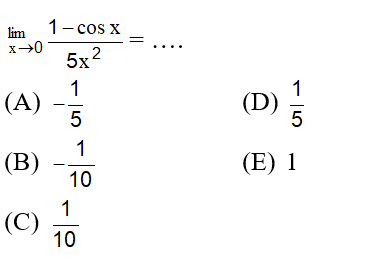 lim x→0 (1 − cos x)/(5x²) = ....
(A) −1/5 (D) 1/5
(B) −1/10 (E) 1
(C) 1/10